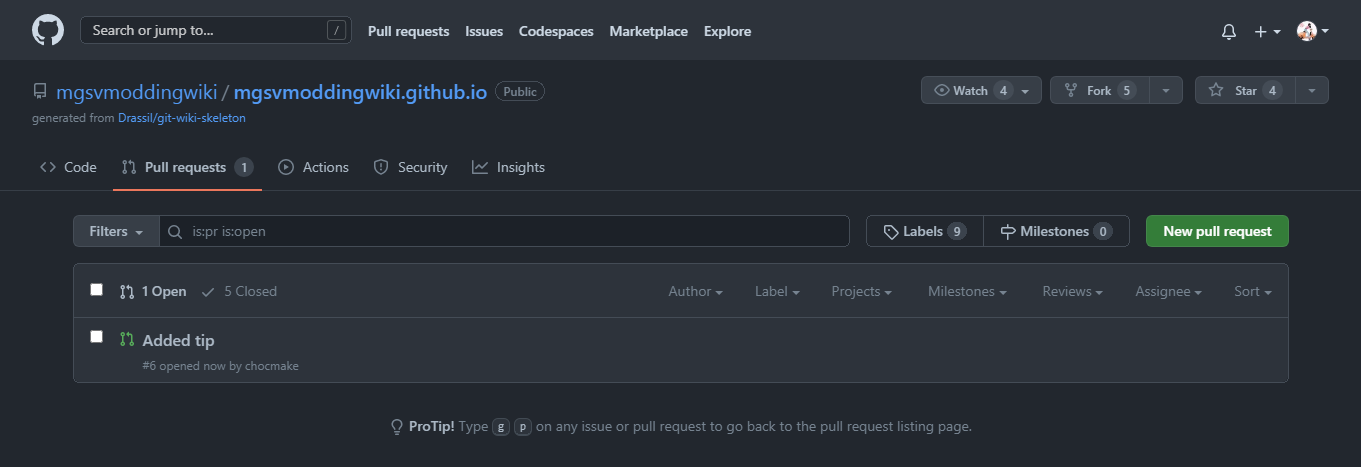 Search or jump to... /
Pull requests Issues Codespaces Marketplace Explore
mgsvmoddingwiki / mgsvmoddingwiki.github.io Public
Watch 4 Fork 5 Star 4
generated from Drassil/git-wiki-skeleton
Code Pull requests 1 Actions Security Insights
Filters is:pr is:open Labels 9 Milestones 0 New pull request
1 Open 5 Closed Author Label Projects Milestones Reviews Assignee Sort
Added tip
#6 opened now by chocmake
ProTip! Type g p on any issue or pull request to go back to the pull request listing page.